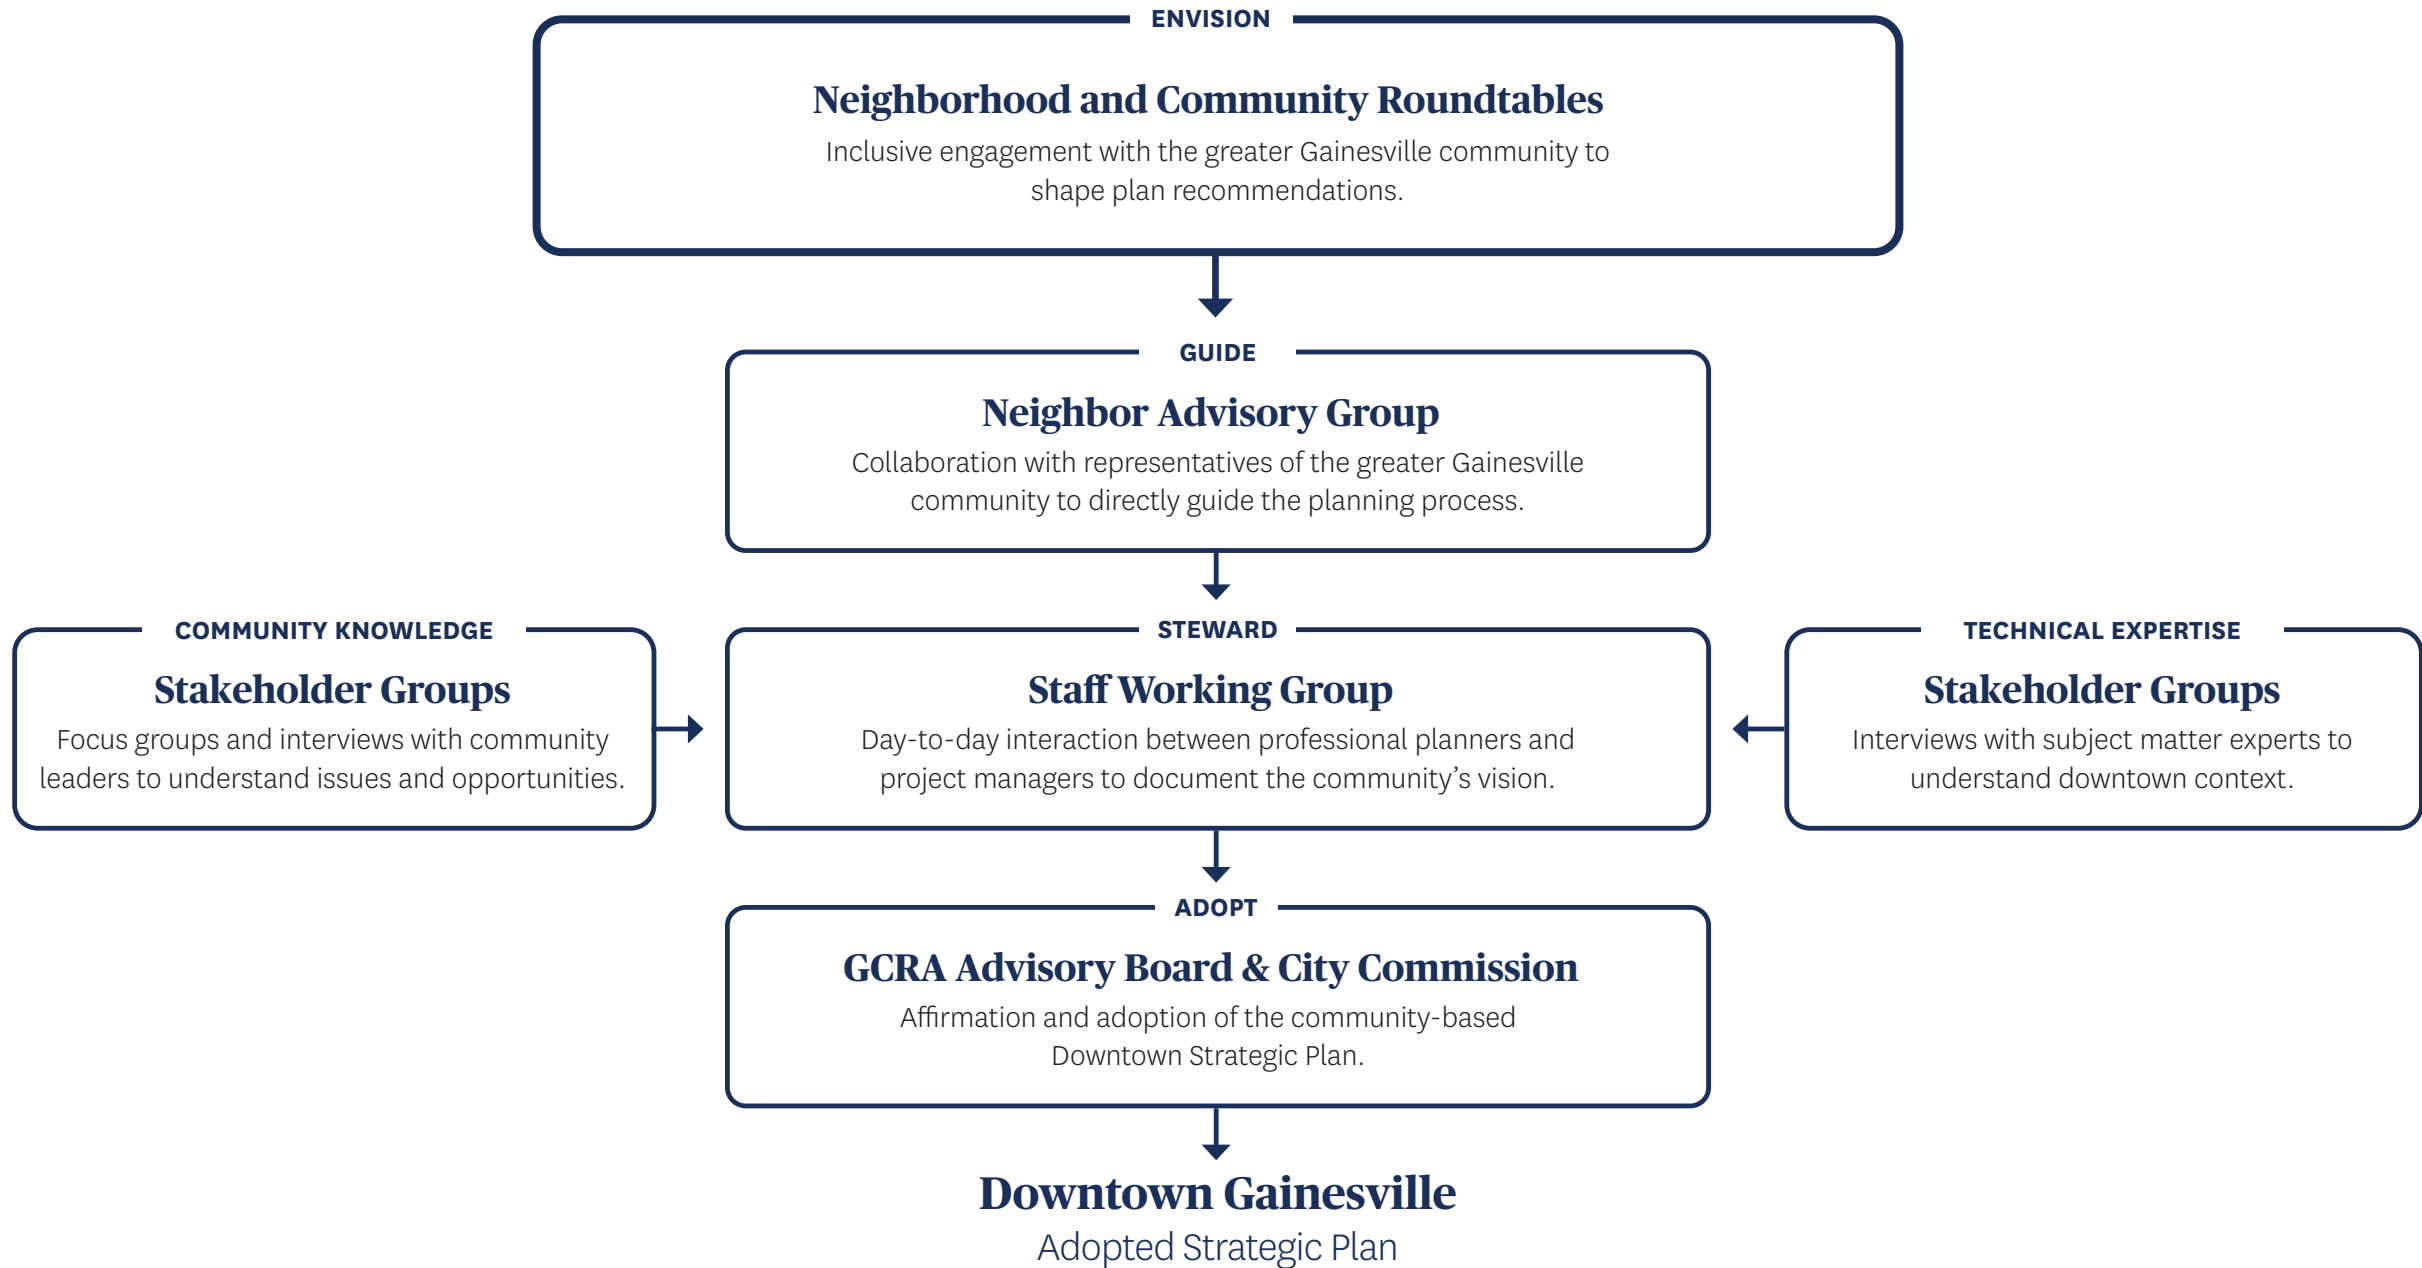 ENVISION
Neighborhood and Community Roundtables
Inclusive engagement with the greater Gainesville community to
shape plan recommendations.
GUIDE
Neighbor Advisory Group
Collaboration with representatives of the greater Gainesville
community to directly guide the planning process.
COMMUNITY KNOWLEDGE
Stakeholder Groups
Focus groups and interviews with community
leaders to understand issues and opportunities.
STEWARD
Staff Working Group
Day-to-day interaction between professional planners and
project managers to document the community’s vision.
TECHNICAL EXPERTISE
Stakeholder Groups
Interviews with subject matter experts to
understand downtown context.
ADOPT
GCRA Advisory Board & City Commission
Affirmation and adoption of the community-based
Downtown Strategic Plan.
Downtown Gainesville
Adopted Strategic Plan